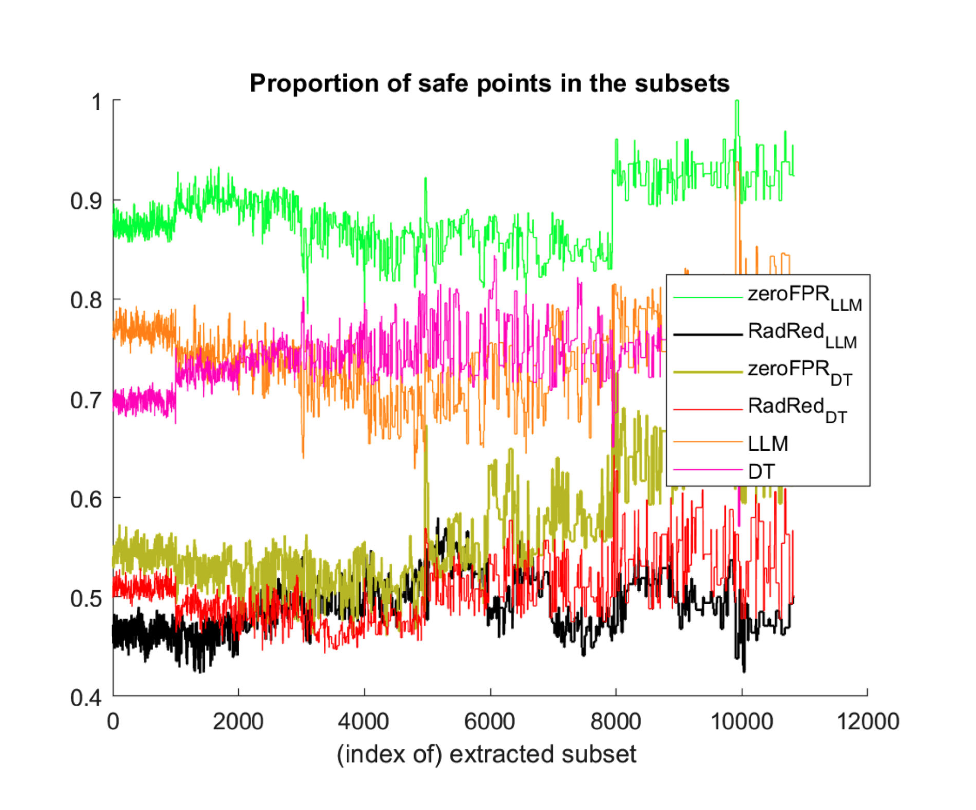 Proportion of safe points in the subsets
1
0.9
0.8
0.7
0.6
0.5
0.4
zeroFPR_LLM
RadRed_LLM
zeroFPR_DT
RadRed_DT
LLM
DT
0 2000 4000 6000 8000 10000 12000
(index of) extracted subset